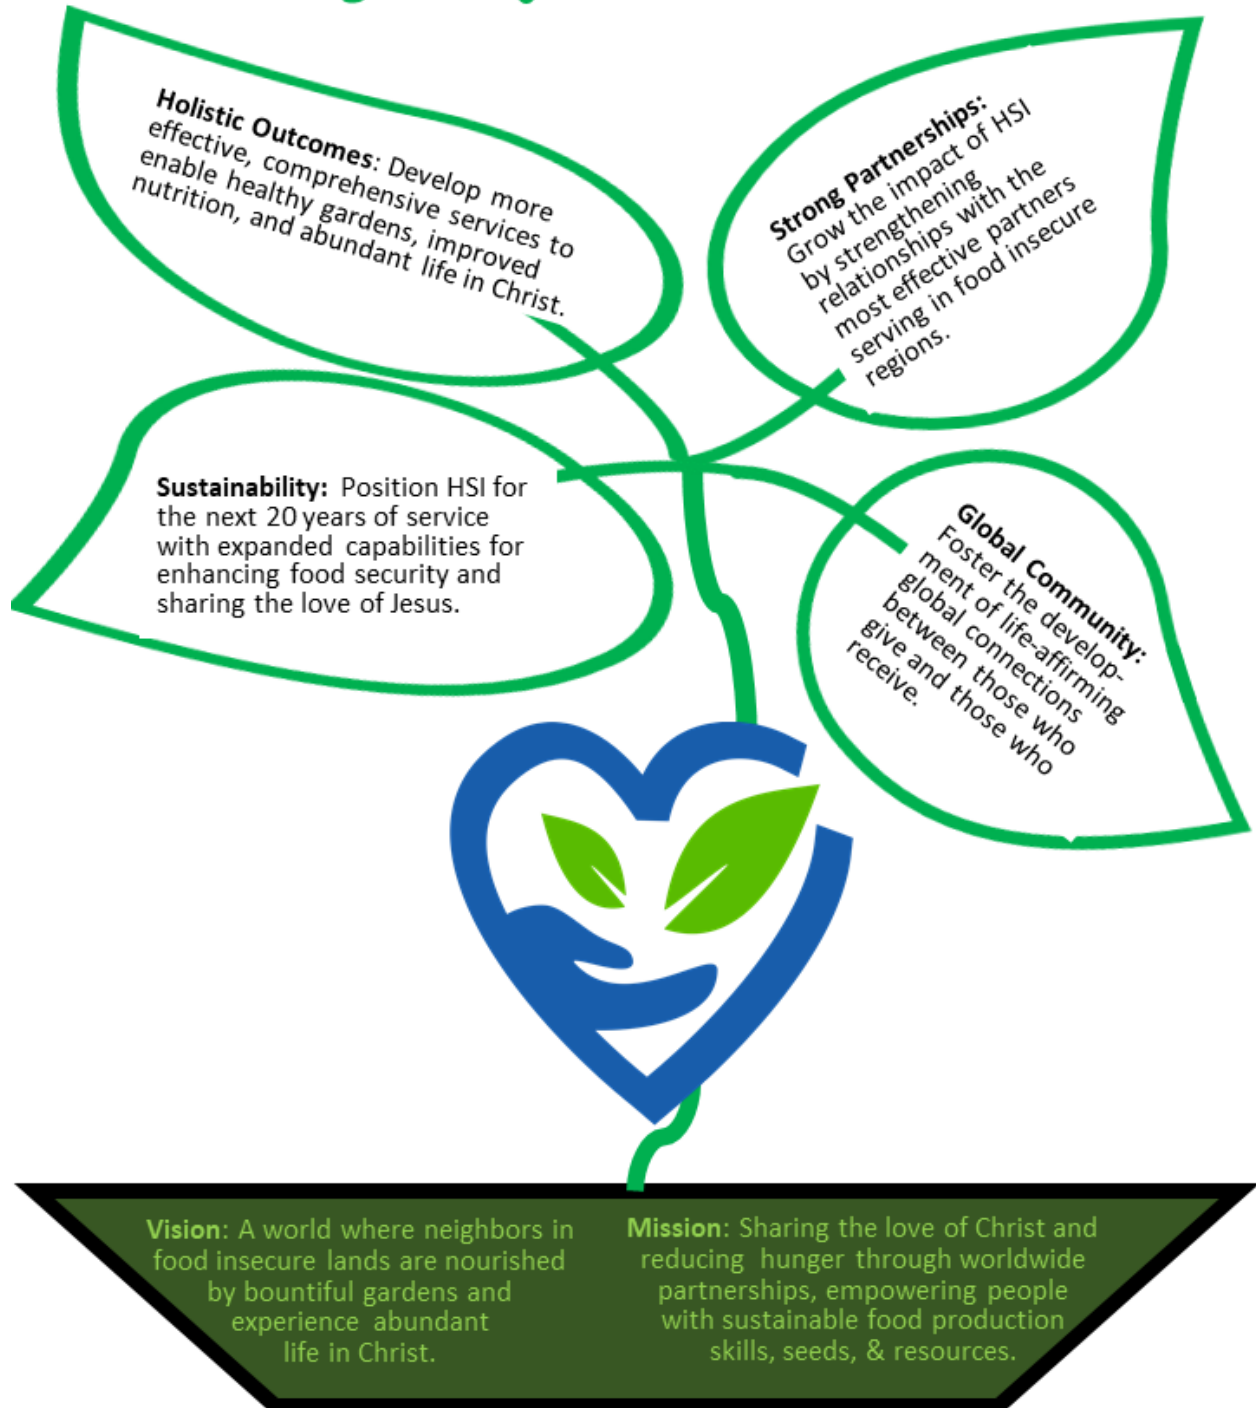 Holistic Outcomes: Develop more
effective, comprehensive services to
enable healthy gardens, improved
nutrition, and abundant life in Christ.
Strong Partnerships:
Grow the impact of HSI
by strengthening
relationships with the
most effective partners
serving in food insecure
regions.
Sustainability: Position HSI for
the next 20 years of service
with expanded capabilities for
enhancing food security and
sharing the love of Jesus.
Global Community:
Foster the develop-
ment of life-affirming
global connections
between those who
give and those who
receive.
Vision: A world where neighbors in
food insecure lands are nourished
by bountiful gardens and
experience abundant
life in Christ.
Mission: Sharing the love of Christ and
reducing hunger through worldwide
partnerships, empowering people
with sustainable food production
skills, seeds, & resources.